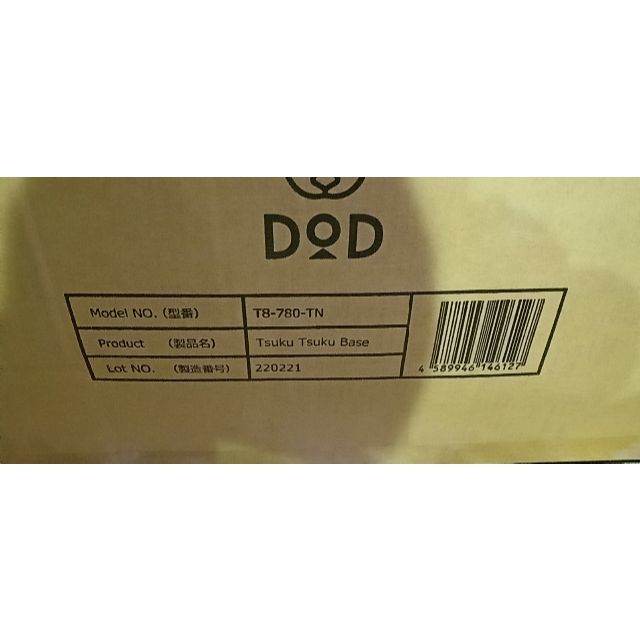 DOD
Model NO. (型番) T8-780-TN
Product (製品名) Tsuku Tsuku Base
Lot NO. (製造番号) 220221
4 589946 146127